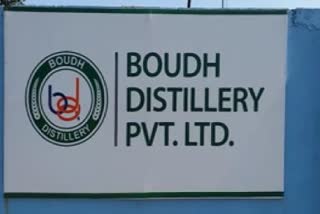 BOUDH
bd
DISTILLERY
BOUDH
DISTILLERY
PVT. LTD.